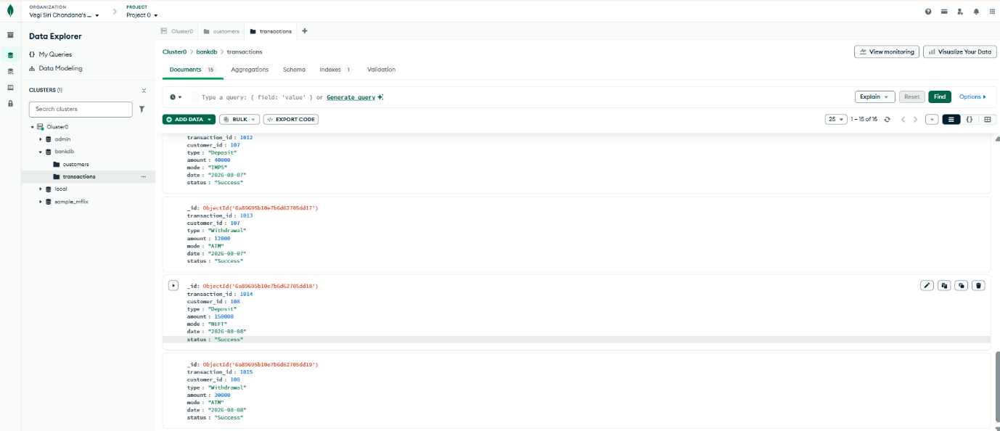 ORGANIZATION
Vegi Siri Chandana's ...
PROJECT
Project 0
Data Explorer
My Queries
Data Modeling
CLUSTERS (1)
Search clusters
Cluster0
admin
bankdb
customers
transactions
local
sample_mflix
Cluster0
customers
transactions
Cluster0 > bankdb > transactions
View monitoring
Visualize Your Data
Documents 15
Aggregations
Schema
Indexes 1
Validation
Type a query: { field: 'value' } or Generate query
Explain
Reset
Find
Options
ADD DATA
BULK
EXPORT CODE
25
1 – 15 of 15
transaction_id : 1012
customer_id : 107
type : "Deposit"
amount : 40000
mode : "IMPS"
date : "2026-08-07"
status : "Success"
_id: ObjectId('6a89695b10e7b6d62705dd17')
transaction_id : 1013
customer_id : 107
type : "Withdrawal"
amount : 12000
mode : "ATM"
date : "2026-08-07"
status : "Success"
_id: ObjectId('6a89695b10e7b6d62705dd18')
transaction_id : 1014
customer_id : 108
type : "Deposit"
amount : 150000
mode : "NEFT"
date : "2026-08-08"
status : "Success"
_id: ObjectId('6a89695b10e7b6d62705dd19')
transaction_id : 1015
customer_id : 108
type : "Withdrawal"
amount : 30000
mode : "ATM"
date : "2026-08-08"
status : "Success"